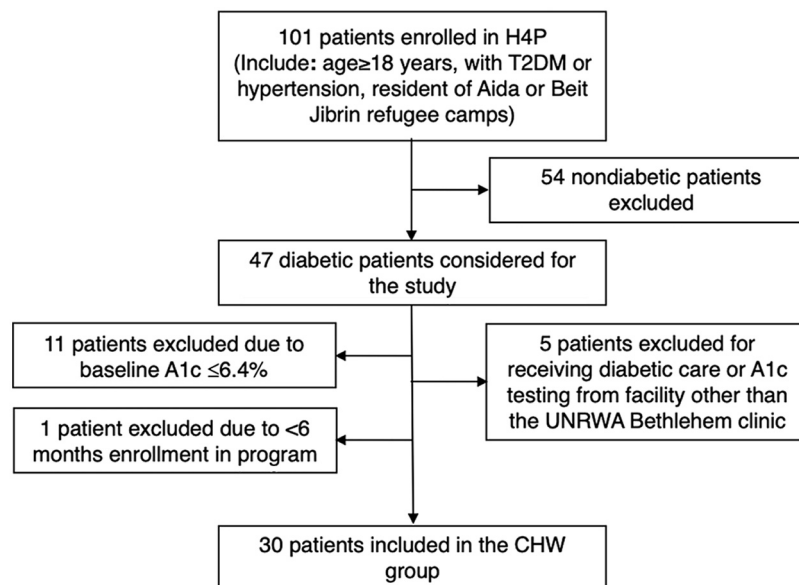 101 patients enrolled in H4P
(Include: age≥18 years, with T2DM or
hypertension, resident of Aida or Beit
Jibrin refugee camps)
54 nondiabetic patients
excluded
47 diabetic patients considered for
the study
11 patients excluded due to
baseline A1c ≤6.4%
5 patients excluded for
receiving diabetic care or A1c
testing from facility other than
the UNRWA Bethlehem clinic
1 patient excluded due to <6
months enrollment in program
30 patients included in the CHW
group